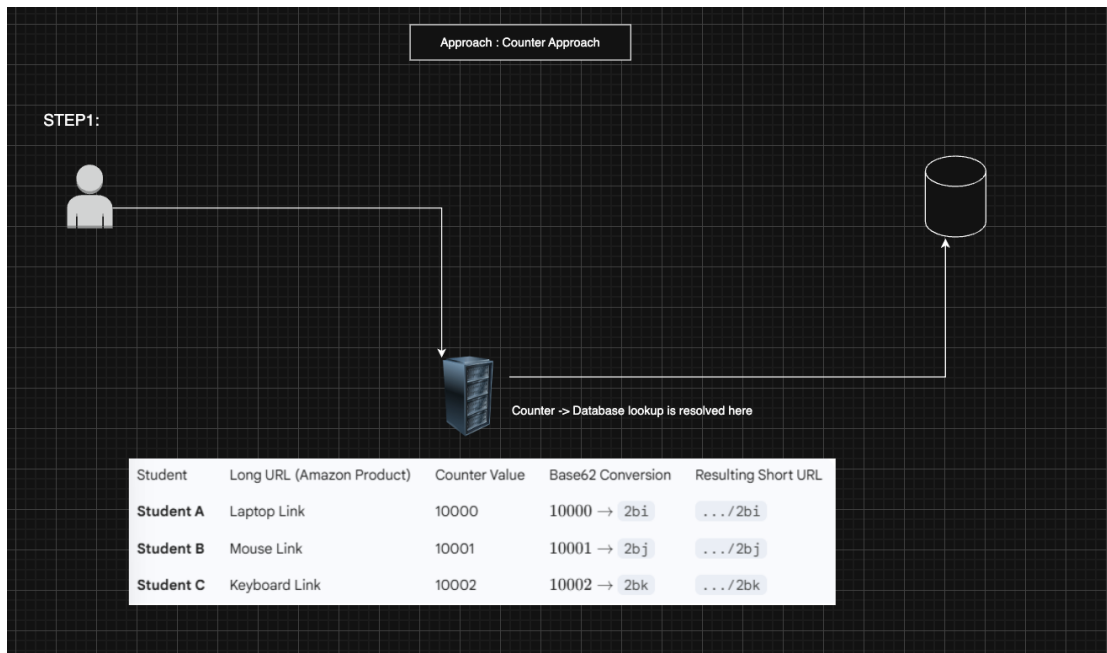 Approach : Counter Approach
STEP1:
Counter -> Database lookup is resolved here
Student Long URL (Amazon Product) Counter Value Base62 Conversion Resulting Short URL
Student A Laptop Link 10000 10000 → 2bi .../2bi
Student B Mouse Link 10001 10001 → 2bj .../2bj
Student C Keyboard Link 10002 10002 → 2bk .../2bk